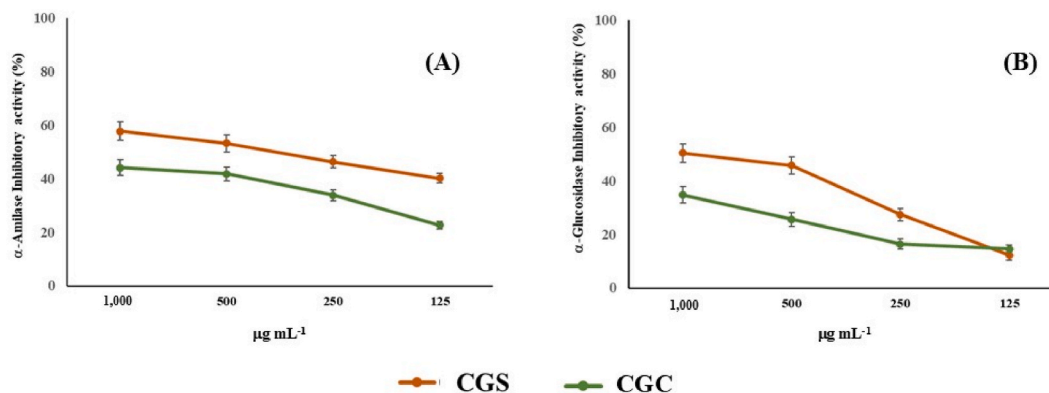 100
80
60
40
20
0
α-Amilase Inhibitory activity (%)
(A)
1,000 500 250 125
µg mL-1
100
80
60
40
20
0
α-Glucosidase Inhibitory activity (%)
(B)
1,000 500 250 125
µg mL-1
CGS CGC